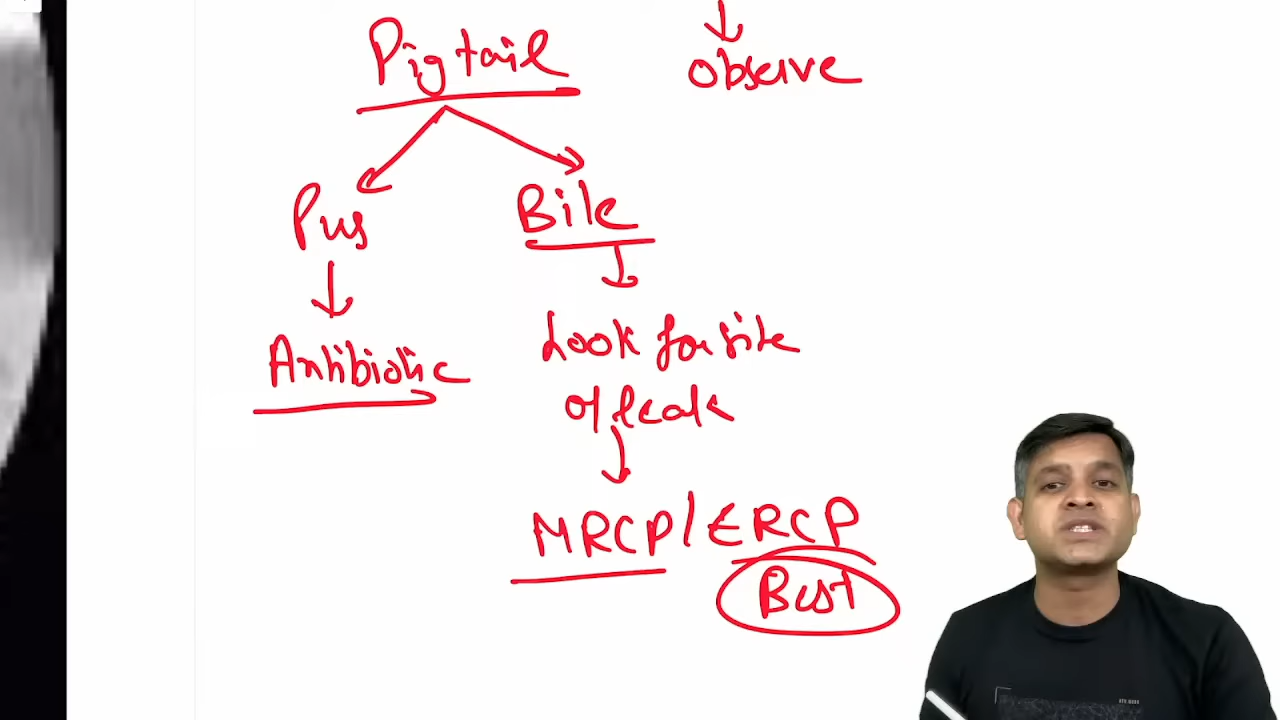 Pigtail
observe
Pus
Bile
Antibiotic
Look for site
of leak
MRCP/ERCP
Best